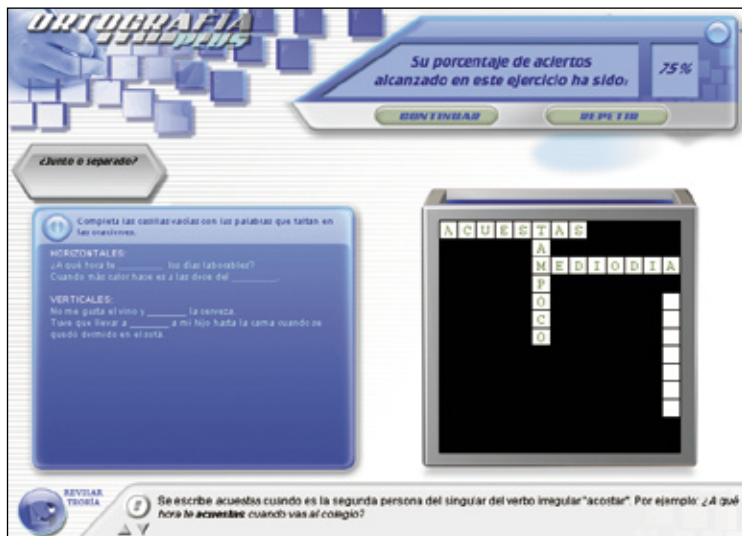 ORTOGRAFIA
PLUS
Su porcentaje de aciertos
alcanzado en este ejercicio ha sido:
75%
CONTINUAR
REPETIR
¿Junto o separado?
Completa las casillas vacías con las palabras que faltan en
las oraciones.
HORIZONTALES:
¿A qué hora te ________ los días laborables?
Cuando más calor hace es a las doce del ________.
VERTICALES:
No me gusta el vino y _______ la cerveza.
Tuve que llevar a _______ a mi hijo hasta la cama cuando se
quedó dormido en el sofá.
ACUESTAS
TAMPOCO
MEDIODIA
REVISAR
TEORÍA
Se escribe acuestas cuando es la segunda persona del singular del verbo irregular "acostar". Por ejemplo: ¿A qué
hora te acuestas cuando vas al colegio?